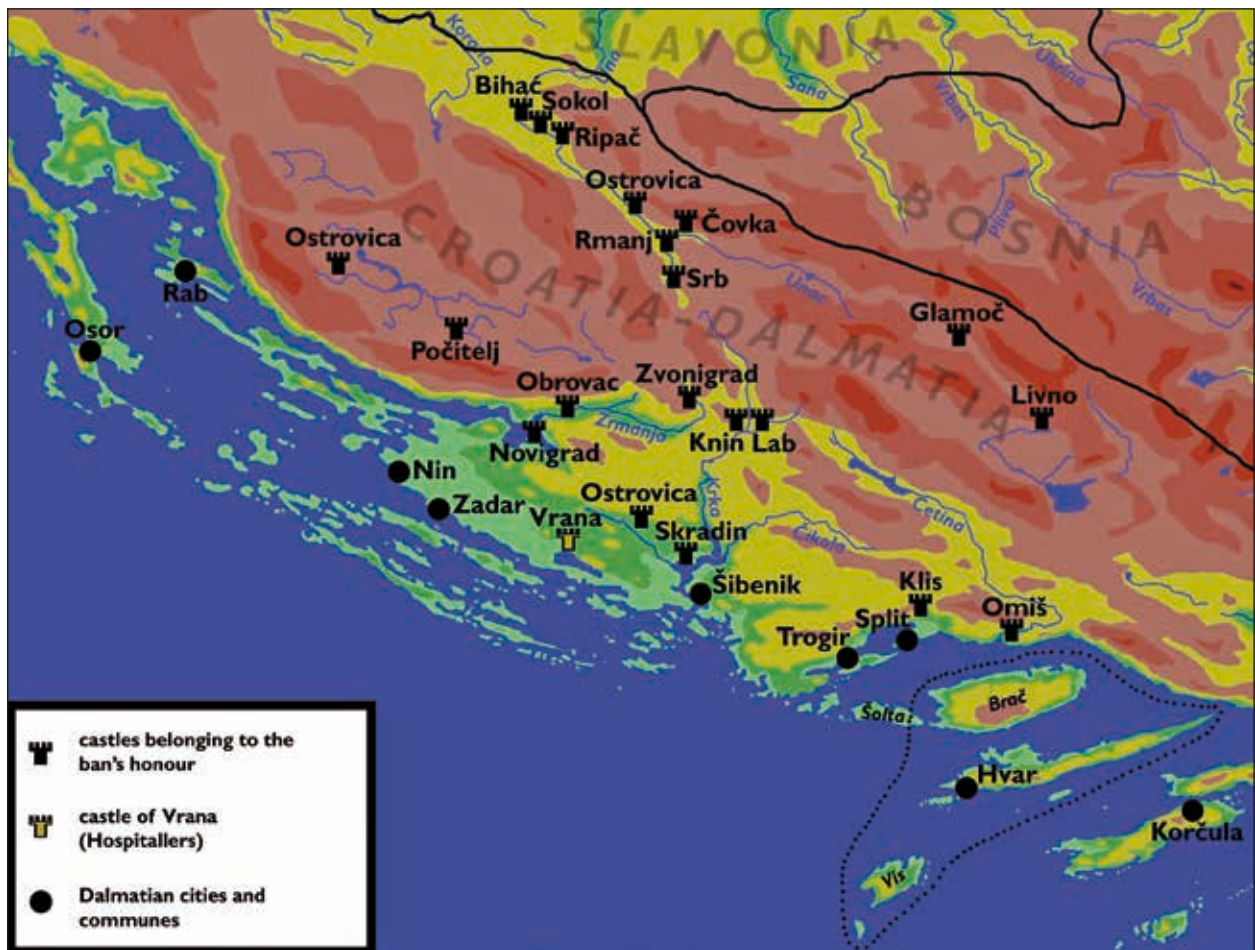 SLAVONIA
Korana
Una
Sana
Vrbas
Ukrina
Bihać
Sokol
Ripač
Ostrovica
Čovka
Rmanj
Srb
BOSNIA
Pliva
Vrbas
CROATIA-DALMATIA
Ostrovica
Rab
Osor
Počitelj
Unac
Glamoč
Livno
Obrovac
Zvonigrad
Zrmanja
Novigrad
Knin Lab
Nin
Zadar
Ostrovica
Vrana
Krka
Skradin
Cetina
Čikola
Šibenik
Klis
Omiš
Split
Trogir
Šolta
Brač
Hvar
Korčula
Vis
castles belonging to the
ban's honour
castle of Vrana
(Hospitallers)
Dalmatian cities and
communes